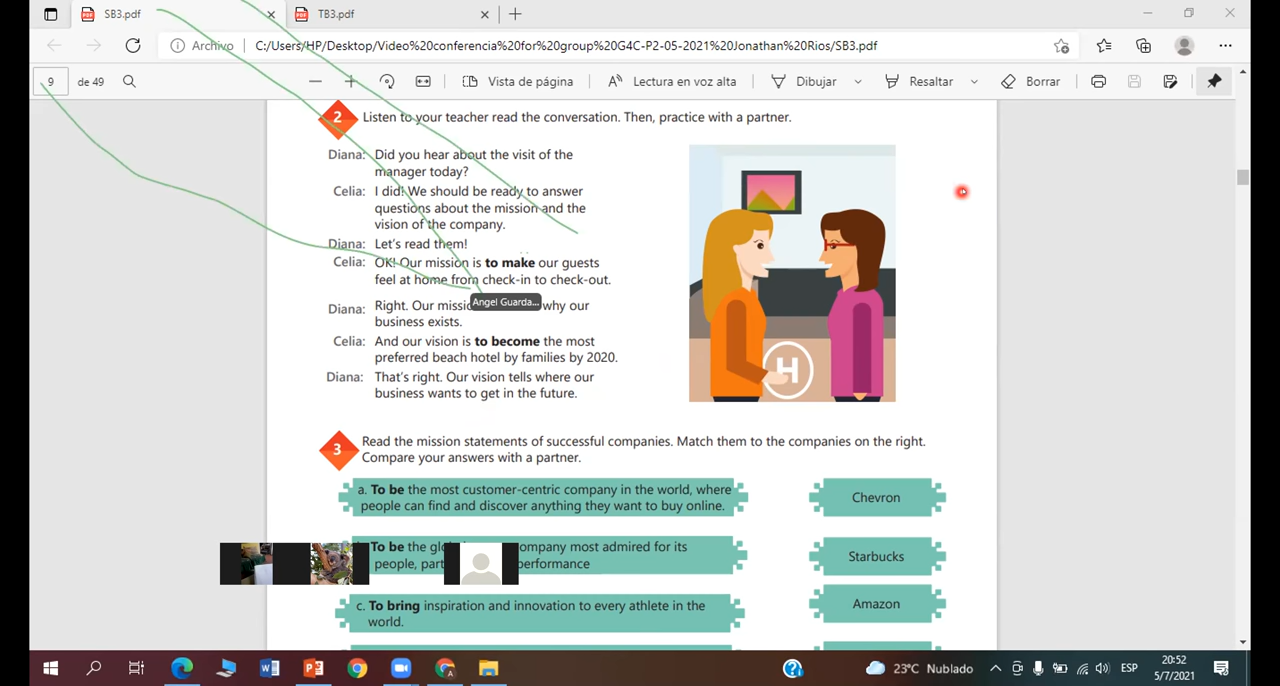 SB3.pdf
TB3.pdf
Archivo
C:/Users/HP/Desktop/Video%20conferencia%20for%20group%20G4C-P2-05-2021%20Jonathan%20Rios/SB3.pdf
9 de 49
Vista de página
Lectura en voz alta
Dibujar
Resaltar
Borrar
2 Listen to your teacher read the conversation. Then, practice with a partner.
Diana: Did you hear about the visit of the
manager today?
Celia: I did! We should be ready to answer
questions about the mission and the
vision of the company.
Diana: Let's read them!
Celia: OK! Our mission is to make our guests
feel at home from check-in to check-out.
Angel Guarda...
Diana: Right. Our why our
business exists.
Celia: And our vision is to become the most
preferred beach hotel by families by 2020.
Diana: That's right. Our vision tells where our
business wants to get in the future.
H
3 Read the mission statements of successful companies. Match them to the companies on the right.
Compare your answers with a partner.
a. To be the most customer-centric company in the world, where
people can find and discover anything they want to buy online.
Chevron
To be the company most admired for its
people, performance
Starbucks
Amazon
c. To bring inspiration and innovation to every athlete in the
world.
23°C Nublado
ESP
20:52
5/7/2021